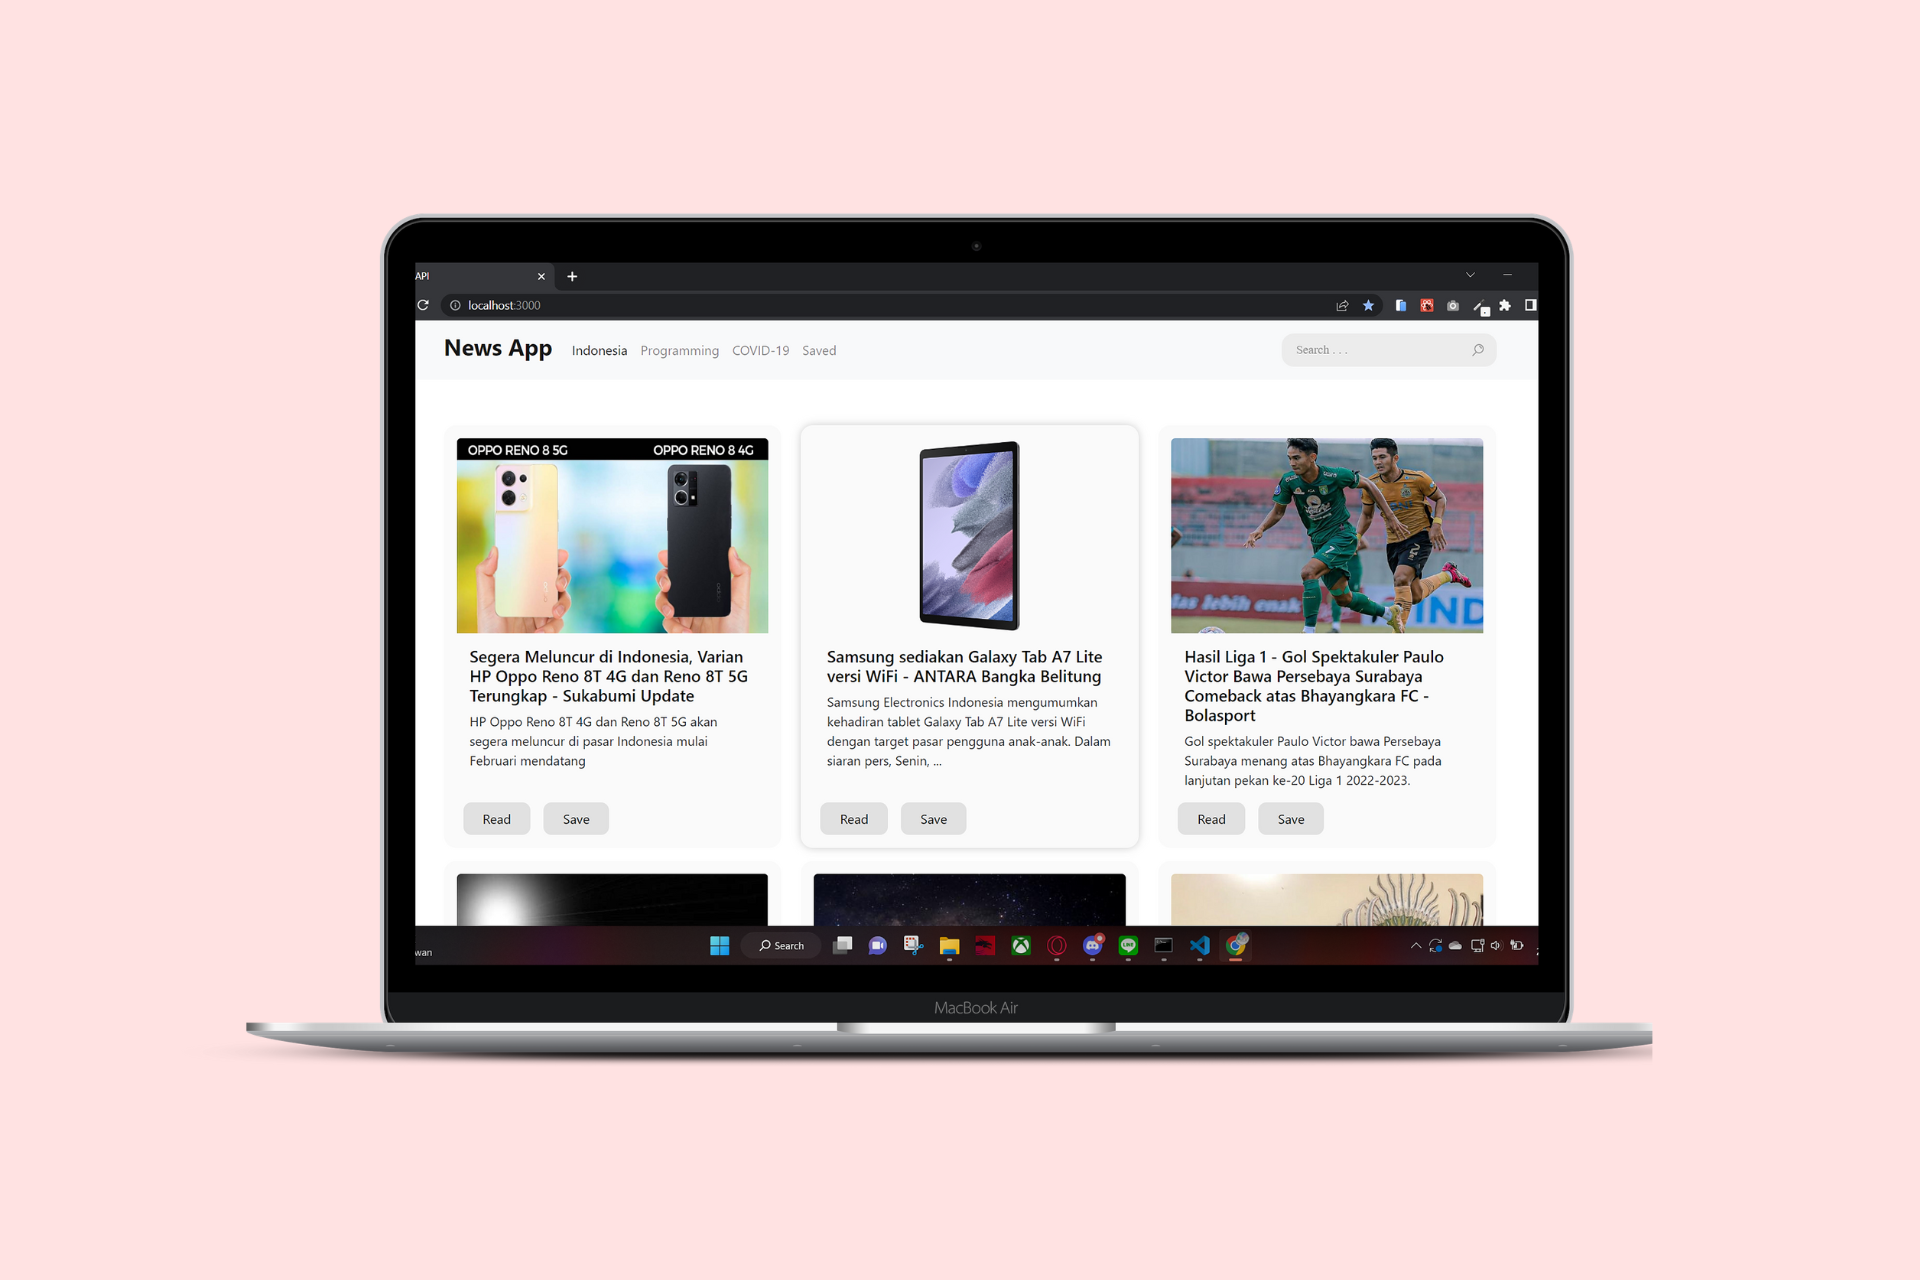 API
localhost:3000
News App
Indonesia
Programming
COVID-19
Saved
Search . . .
OPPO RENO 8 5G
OPPO RENO 8 4G
Segera Meluncur di Indonesia, Varian
HP Oppo Reno 8T 4G dan Reno 8T 5G
Terungkap - Sukabumi Update
HP Oppo Reno 8T 4G dan Reno 8T 5G akan
segera meluncur di pasar Indonesia mulai
Februari mendatang
Read
Save
Samsung sediakan Galaxy Tab A7 Lite
versi WiFi - ANTARA Bangka Belitung
Samsung Electronics Indonesia mengumumkan
kehadiran tablet Galaxy Tab A7 Lite versi WiFi
dengan target pasar pengguna anak-anak. Dalam
siaran pers, Senin, ...
Read
Save
7
las lebih enak
IND
Hasil Liga 1 - Gol Spektakuler Paulo
Victor Bawa Persebaya Surabaya
Comeback atas Bhayangkara FC -
Bolasport
Gol spektakuler Paulo Victor bawa Persebaya
Surabaya menang atas Bhayangkara FC pada
lanjutan pekan ke-20 Liga 1 2022-2023.
Read
Save
wan
Search
LINE
MacBook Air